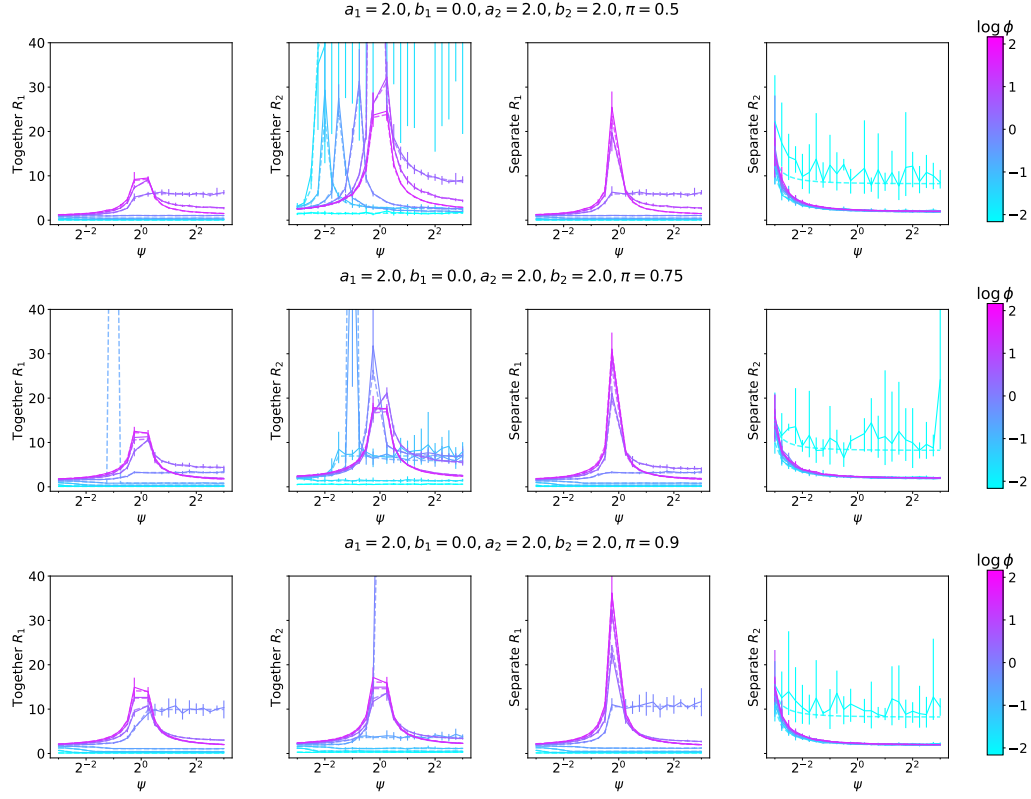 a₁ = 2.0, b₁ = 0.0, a₂ = 2.0, b₂ = 2.0, π = 0.5
log ϕ
40 30 20 10 0
Together R₁
2⁻² 2⁰ 2²
ψ
Together R₂
2⁻² 2⁰ 2²
ψ
Separate R₁
2⁻² 2⁰ 2²
ψ
Separate R₂
2⁻² 2⁰ 2²
ψ
2 1 0 −1 −2
a₁ = 2.0, b₁ = 0.0, a₂ = 2.0, b₂ = 2.0, π = 0.75
log ϕ
40 30 20 10 0
Together R₁
2⁻² 2⁰ 2²
ψ
Together R₂
2⁻² 2⁰ 2²
ψ
Separate R₁
2⁻² 2⁰ 2²
ψ
Separate R₂
2⁻² 2⁰ 2²
ψ
2 1 0 −1 −2
a₁ = 2.0, b₁ = 0.0, a₂ = 2.0, b₂ = 2.0, π = 0.9
log ϕ
40 30 20 10 0
Together R₁
2⁻² 2⁰ 2²
ψ
Together R₂
2⁻² 2⁰ 2²
ψ
Separate R₁
2⁻² 2⁰ 2²
ψ
Separate R₂
2⁻² 2⁰ 2²
ψ
2 1 0 −1 −2